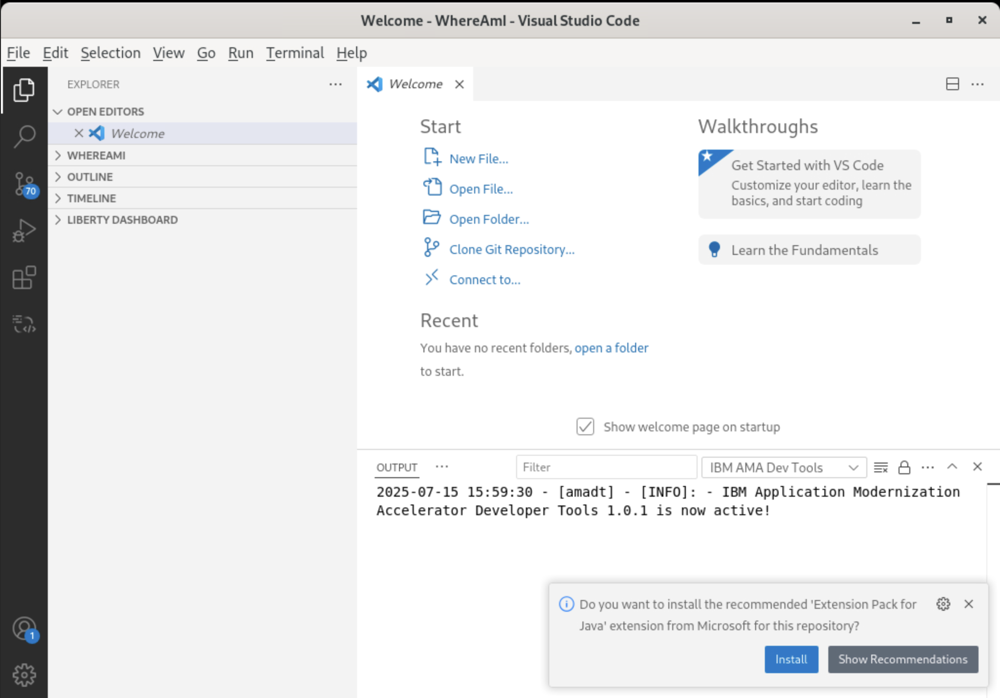 Welcome - WhereAmI - Visual Studio Code
File Edit Selection View Go Run Terminal Help
EXPLORER
OPEN EDITORS
Welcome
WHEREAMI
OUTLINE
TIMELINE
LIBERTY DASHBOARD
70
1
Welcome
Start
New File...
Open File...
Open Folder...
Clone Git Repository...
Connect to...
Recent
You have no recent folders, open a folder
to start.
Walkthroughs
Get Started with VS Code
Customize your editor, learn the
basics, and start coding
Learn the Fundamentals
Show welcome page on startup
OUTPUT
Filter
IBM AMA Dev Tools
2025-07-15 15:59:30 - [amadt] - [INFO]: - IBM Application Modernization
Accelerator Developer Tools 1.0.1 is now active!
Do you want to install the recommended 'Extension Pack for
Java' extension from Microsoft for this repository?
Install
Show Recommendations